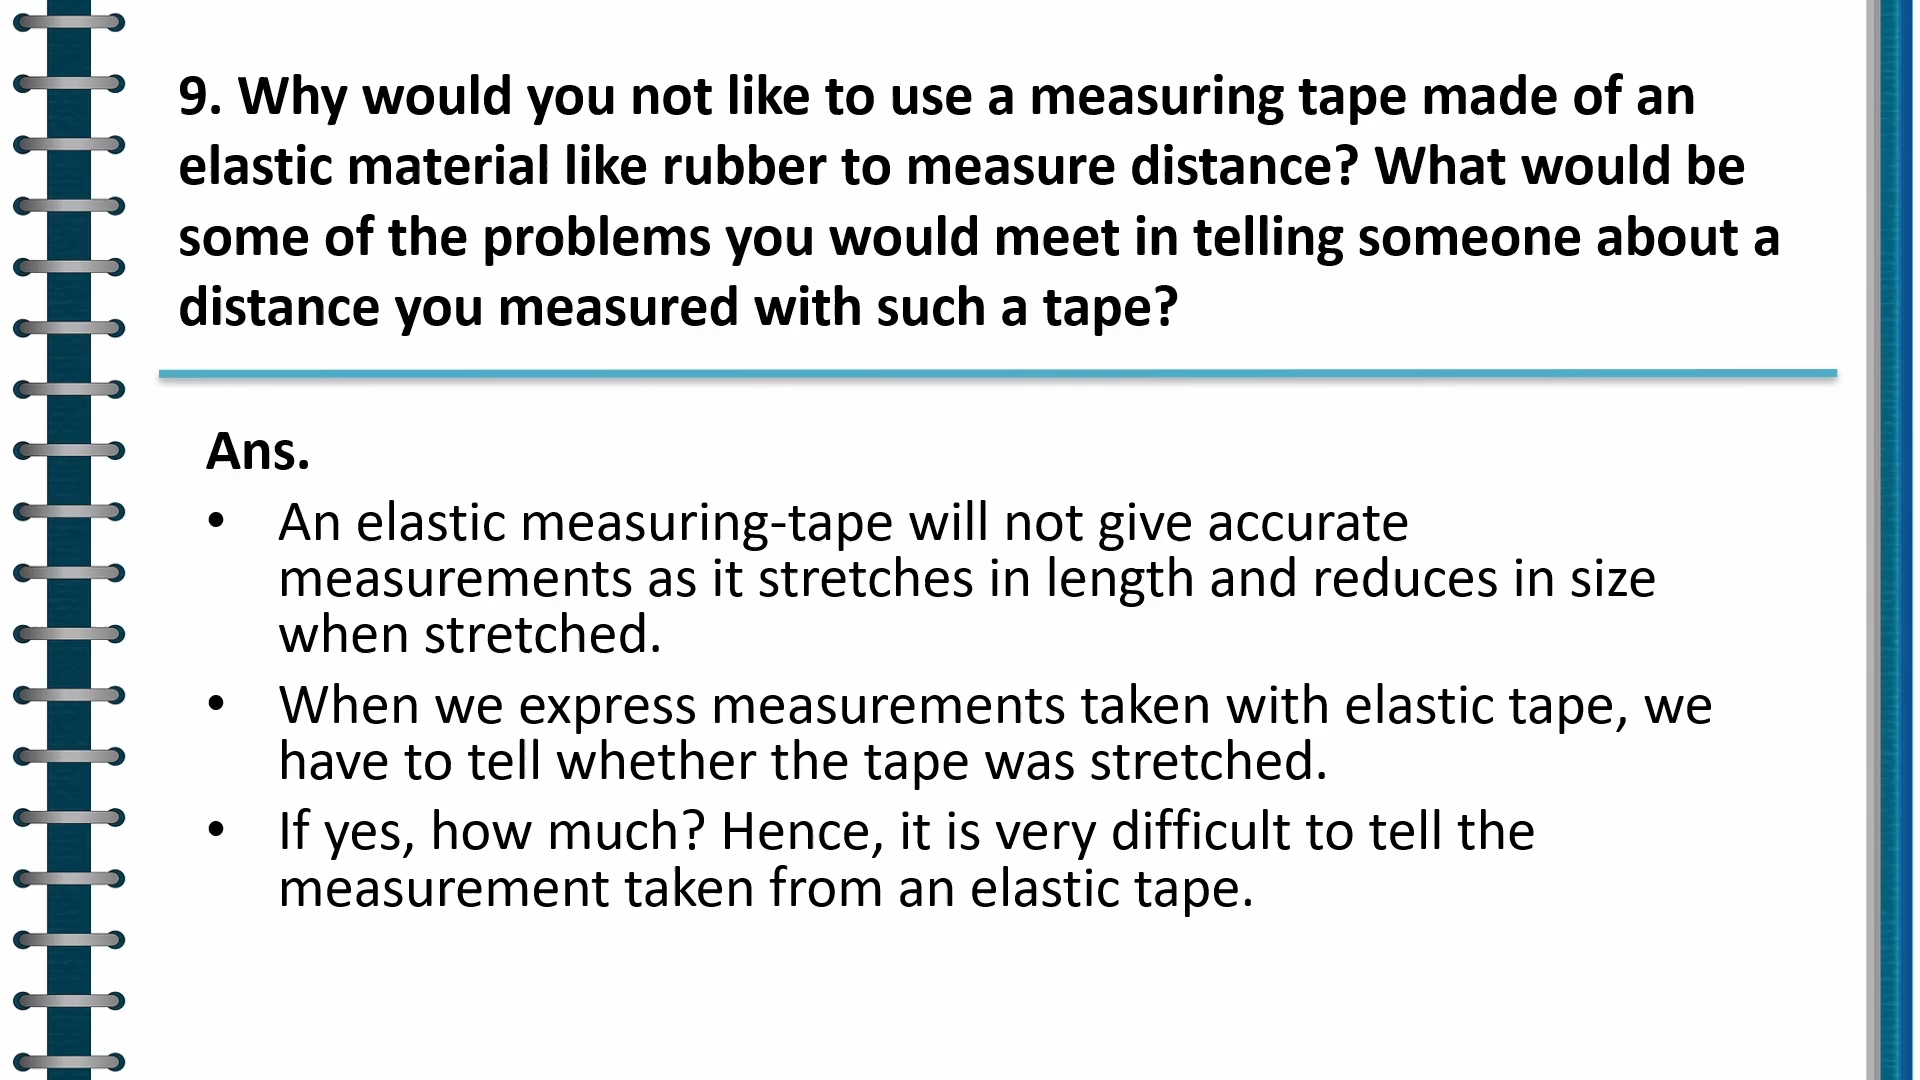 9. Why would you not like to use a measuring tape made of an
elastic material like rubber to measure distance? What would be
some of the problems you would meet in telling someone about a
distance you measured with such a tape?
Ans.
• An elastic measuring-tape will not give accurate
measurements as it stretches in length and reduces in size
when stretched.
• When we express measurements taken with elastic tape, we
have to tell whether the tape was stretched.
• If yes, how much? Hence, it is very difficult to tell the
measurement taken from an elastic tape.